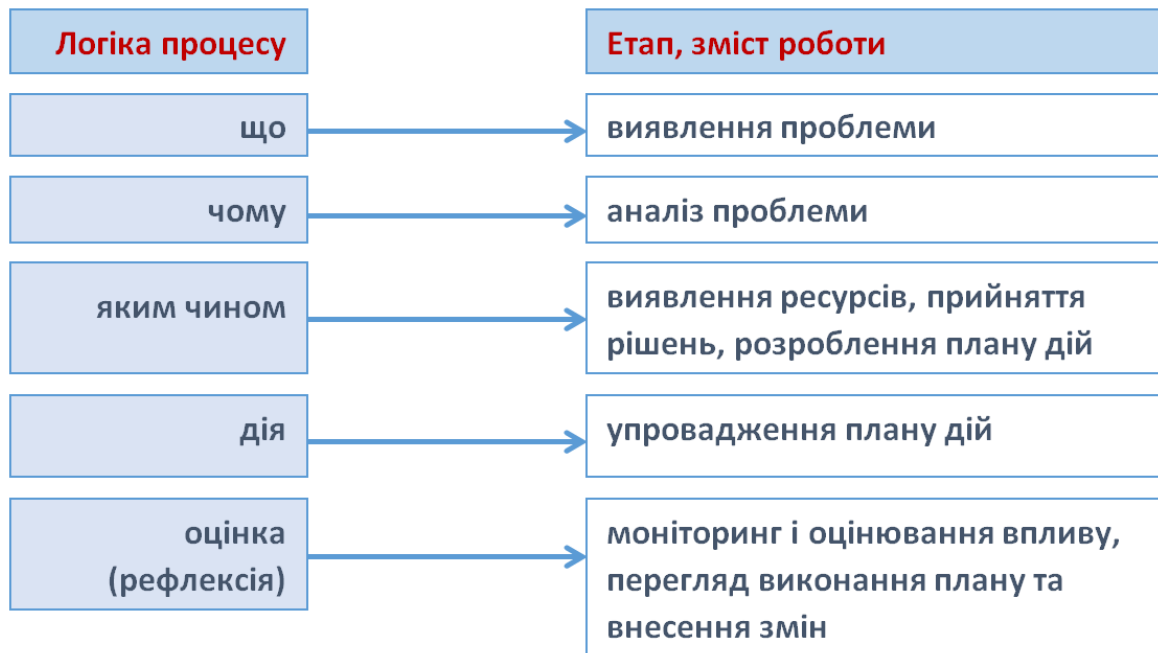 Логіка процесу
Етап, зміст роботи
що
виявлення проблеми
чому
аналіз проблеми
яким чином
виявлення ресурсів, прийняття
рішень, розроблення плану дій
дія
упровадження плану дій
оцінка
(рефлексія)
моніторинг і оцінювання впливу,
перегляд виконання плану та
внесення змін